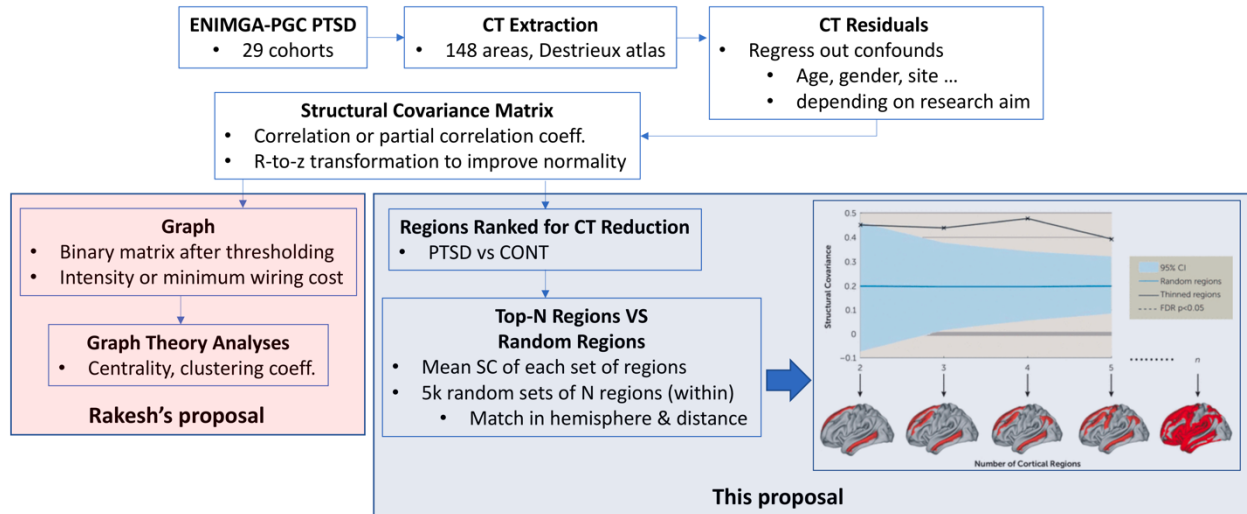 ENIMGA-PGC PTSD
• 29 cohorts
CT Extraction
• 148 areas, Destrieux atlas
CT Residuals
• Regress out confounds
• Age, gender, site ...
• depending on research aim
Structural Covariance Matrix
• Correlation or partial correlation coeff.
• R-to-z transformation to improve normality
Graph
• Binary matrix after thresholding
• Intensity or minimum wiring cost
Graph Theory Analyses
• Centrality, clustering coeff.
Rakesh's proposal
Regions Ranked for CT Reduction
• PTSD vs CONT
Top-N Regions VS
Random Regions
• Mean SC of each set of regions
• 5k random sets of N regions (within)
• Match in hemisphere & distance
Structural Covariance
0.5
0.4
0.3
0.2
0.1
0
−0.1
2
3
4
5
n
95% CI
Random regions
Thinned regions
FDR p<0.05
Number of Cortical Regions
This proposal